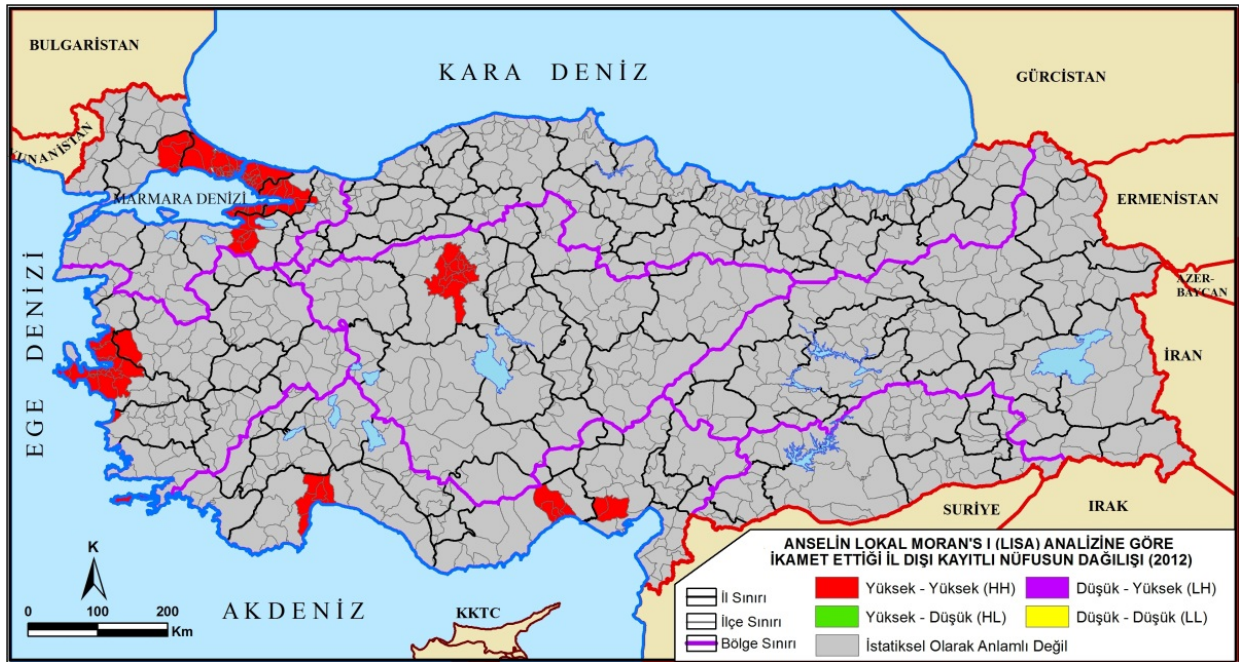 BULGARİSTAN
KARA DENİZ
GÜRCİSTAN
YUNANİSTAN
MARMARA DENİZİ
ERMENİSTAN
AZER-
BAYCAN
İRAN
EGE DENİZİ
SURİYE
IRAK
AKDENİZ
KKTC
K
0 100 200
Km
ANSELİN LOKAL MORAN'S I (LISA) ANALİZİNE GÖRE
İKAMET ETTİĞİ İL DIŞI KAYITLI NÜFUSUN DAĞILIŞI (2012)
İl Sınırı
İlçe Sınırı
Bölge Sınırı
Yüksek - Yüksek (HH)
Düşük - Yüksek (LH)
Yüksek - Düşük (HL)
Düşük - Düşük (LL)
İstatiksel Olarak Anlamlı Değil